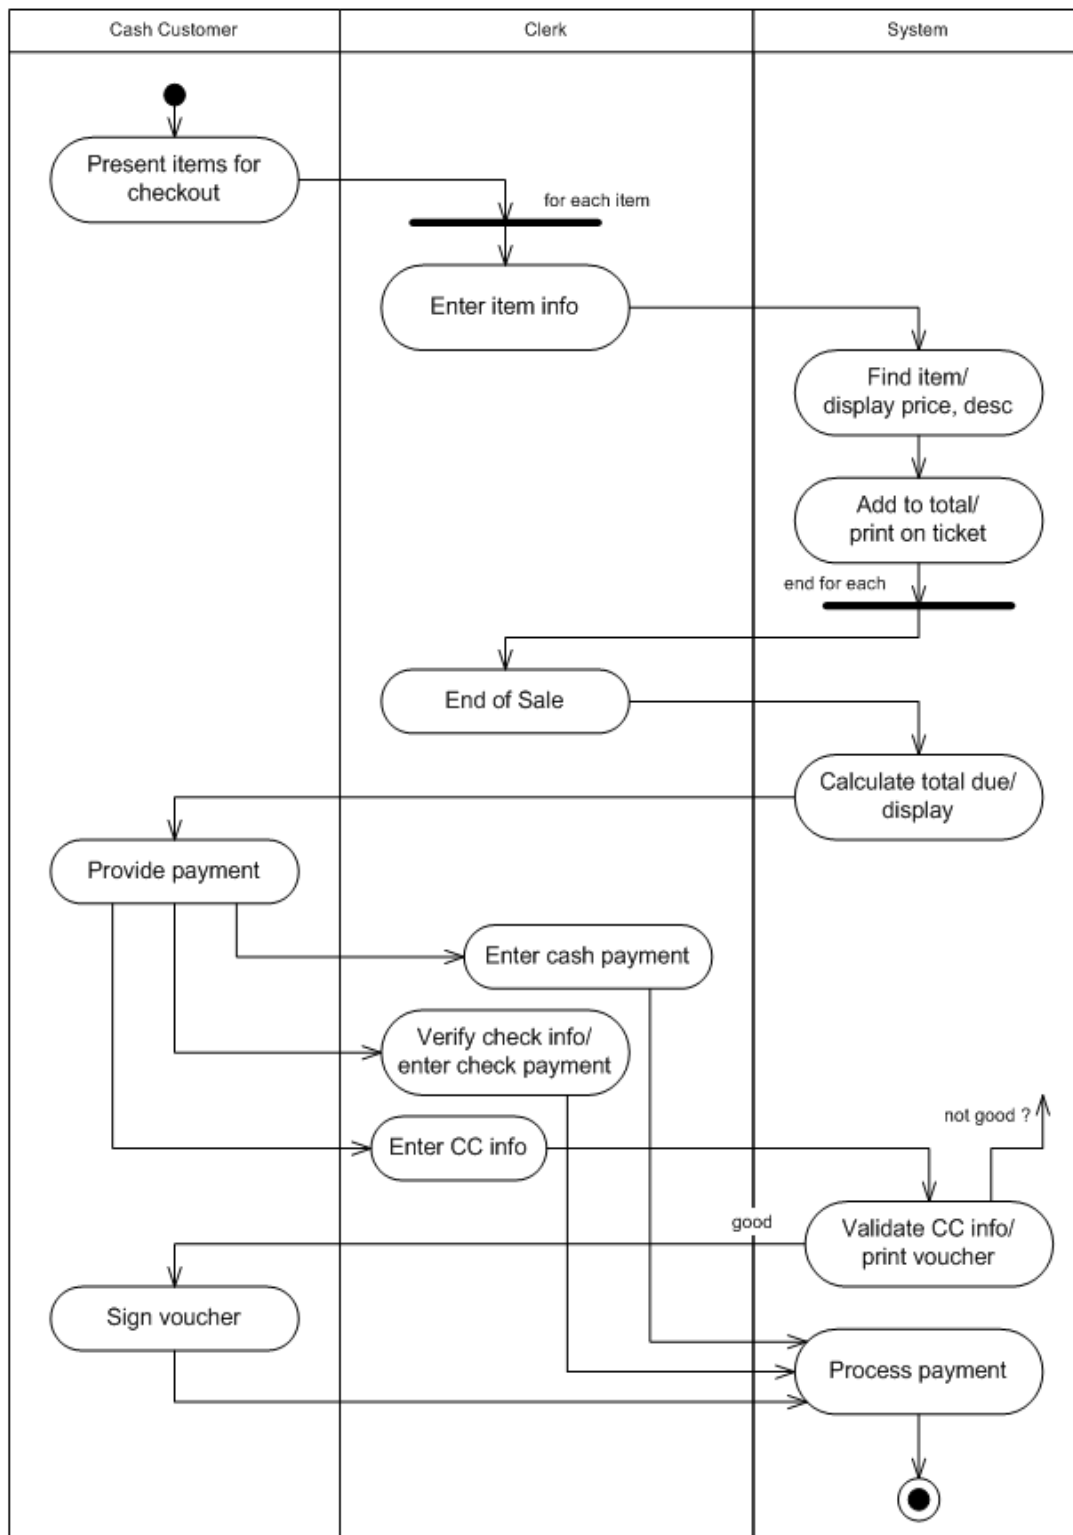 Cash Customer
Clerk
System
Present items for
checkout
for each item
Enter item info
Find item/
display price, desc
Add to total/
print on ticket
end for each
End of Sale
Calculate total due/
display
Provide payment
Enter cash payment
Verify check info/
enter check payment
not good ?
Enter CC info
good
Validate CC info/
print voucher
Sign voucher
Process payment